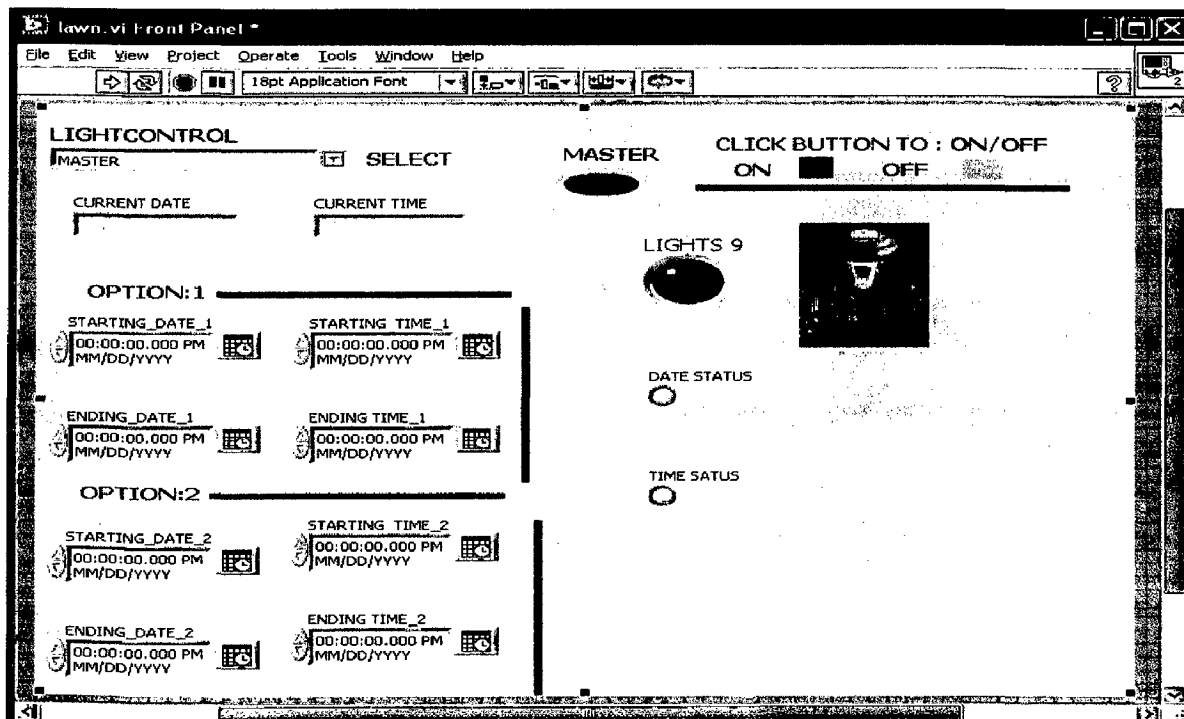 lawn.vi Front Panel *
File Edit View Project Operate Tools Window Help
18pt Application Font
2
LIGHTCONTROL
MASTER
SELECT
CURRENT DATE
CURRENT TIME
OPTION:1
STARTING_DATE_1
00:00:00.000 PM
MM/DD/YYYY
STARTING TIME_1
00:00:00.000 PM
MM/DD/YYYY
ENDING_DATE_1
00:00:00.000 PM
MM/DD/YYYY
ENDING TIME_1
00:00:00.000 PM
MM/DD/YYYY
OPTION:2
STARTING_DATE_2
00:00:00.000 PM
MM/DD/YYYY
STARTING TIME_2
00:00:00.000 PM
MM/DD/YYYY
ENDING_DATE_2
00:00:00.000 PM
MM/DD/YYYY
ENDING TIME_2
00:00:00.000 PM
MM/DD/YYYY
MASTER
CLICK BUTTON TO : ON/OFF
ON OFF
LIGHTS 9
DATE STATUS
TIME SATUS